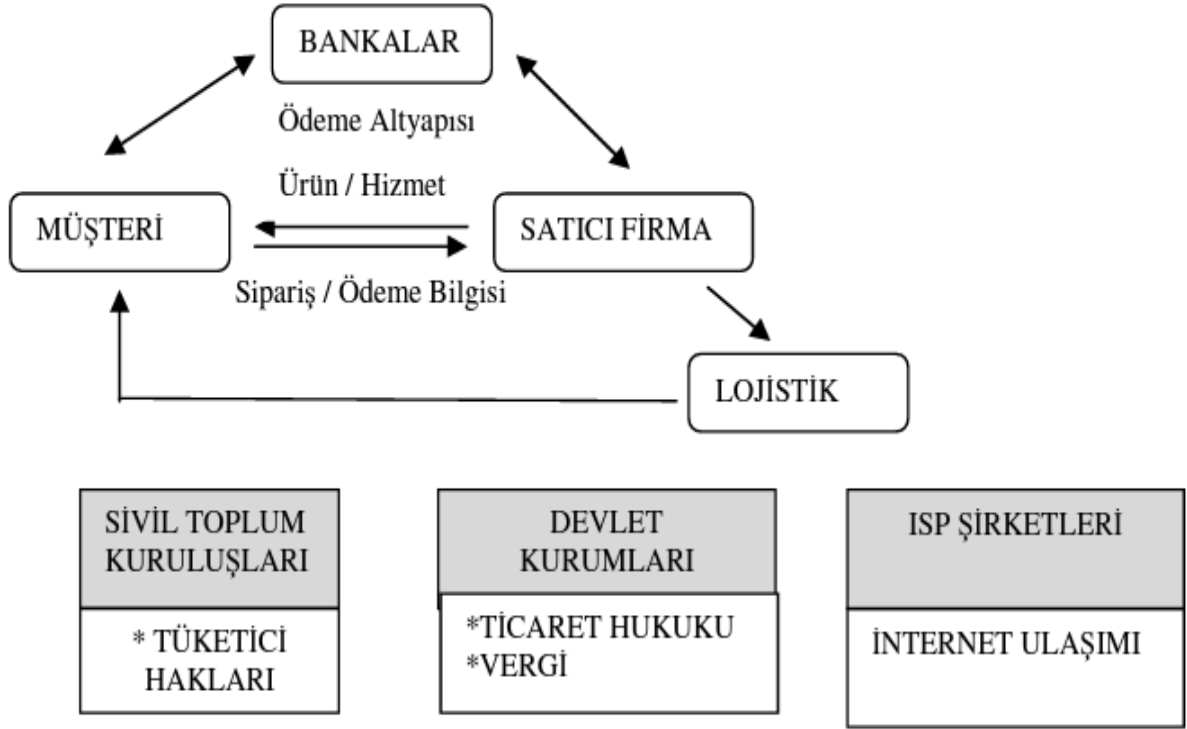 BANKALAR
Ödeme Altyapısı
Ürün / Hizmet
MÜŞTERİ
SATICI FİRMA
Sipariş / Ödeme Bilgisi
LOJİSTİK
SİVİL TOPLUM
KURULUŞLARI
* TÜKETİCİ
HAKLARI
DEVLET
KURUMLARI
*TİCARET HUKUKU
*VERGİ
ISP ŞİRKETLERİ
İNTERNET ULAŞIMI